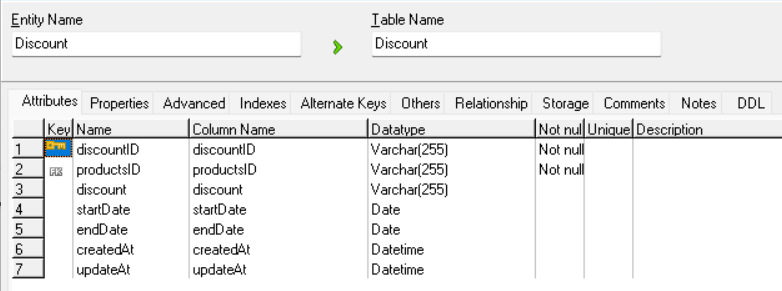 Entity Name Table Name
Discount Discount
Attributes Properties Advanced Indexes Alternate Keys Others Relationship Storage Comments Notes DDL
Key Name Column Name Datatype Not nul Unique Description
1 discountID discountID Varchar(255) Not null
2 FK productsID productsID Varchar(255) Not null
3 discount discount Varchar(255)
4 startDate startDate Date
5 endDate endDate Date
6 createdAt createdAt Datetime
7 updateAt updateAt Datetime